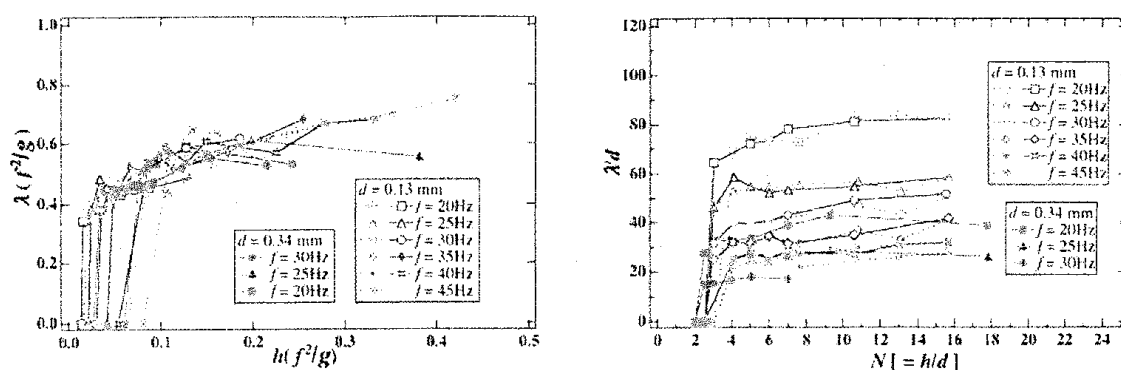 1.0
0.8
0.6
0.4
0.2
0.0
λ(f²/g)
0.0 0.1 0.2 0.3 0.4 0.5
h(f²/g)
d = 0.34 mm
f = 30Hz
f = 25Hz
f = 20Hz
d = 0.13 mm
f = 20Hz
f = 25Hz
f = 30Hz
f = 35Hz
f = 40Hz
f = 45Hz
120
100
80
60
40
20
0
λ/d
0 2 4 6 8 10 12 14 16 18 20 22 24
N [ = h/d ]
d = 0.13 mm
f = 20Hz
f = 25Hz
f = 30Hz
f = 35Hz
f = 40Hz
f = 45Hz
d = 0.34 mm
f = 20Hz
f = 25Hz
f = 30Hz